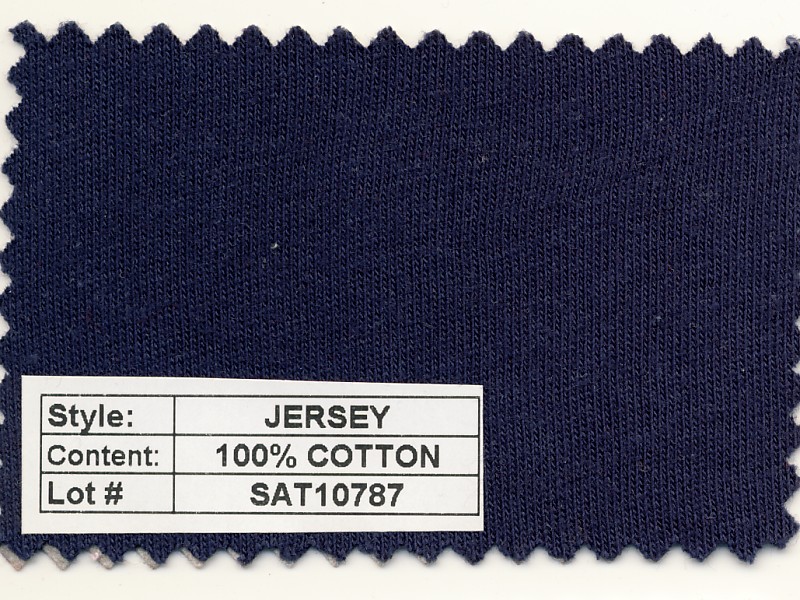 Style: JERSEY
Content: 100% COTTON
Lot # SAT10787